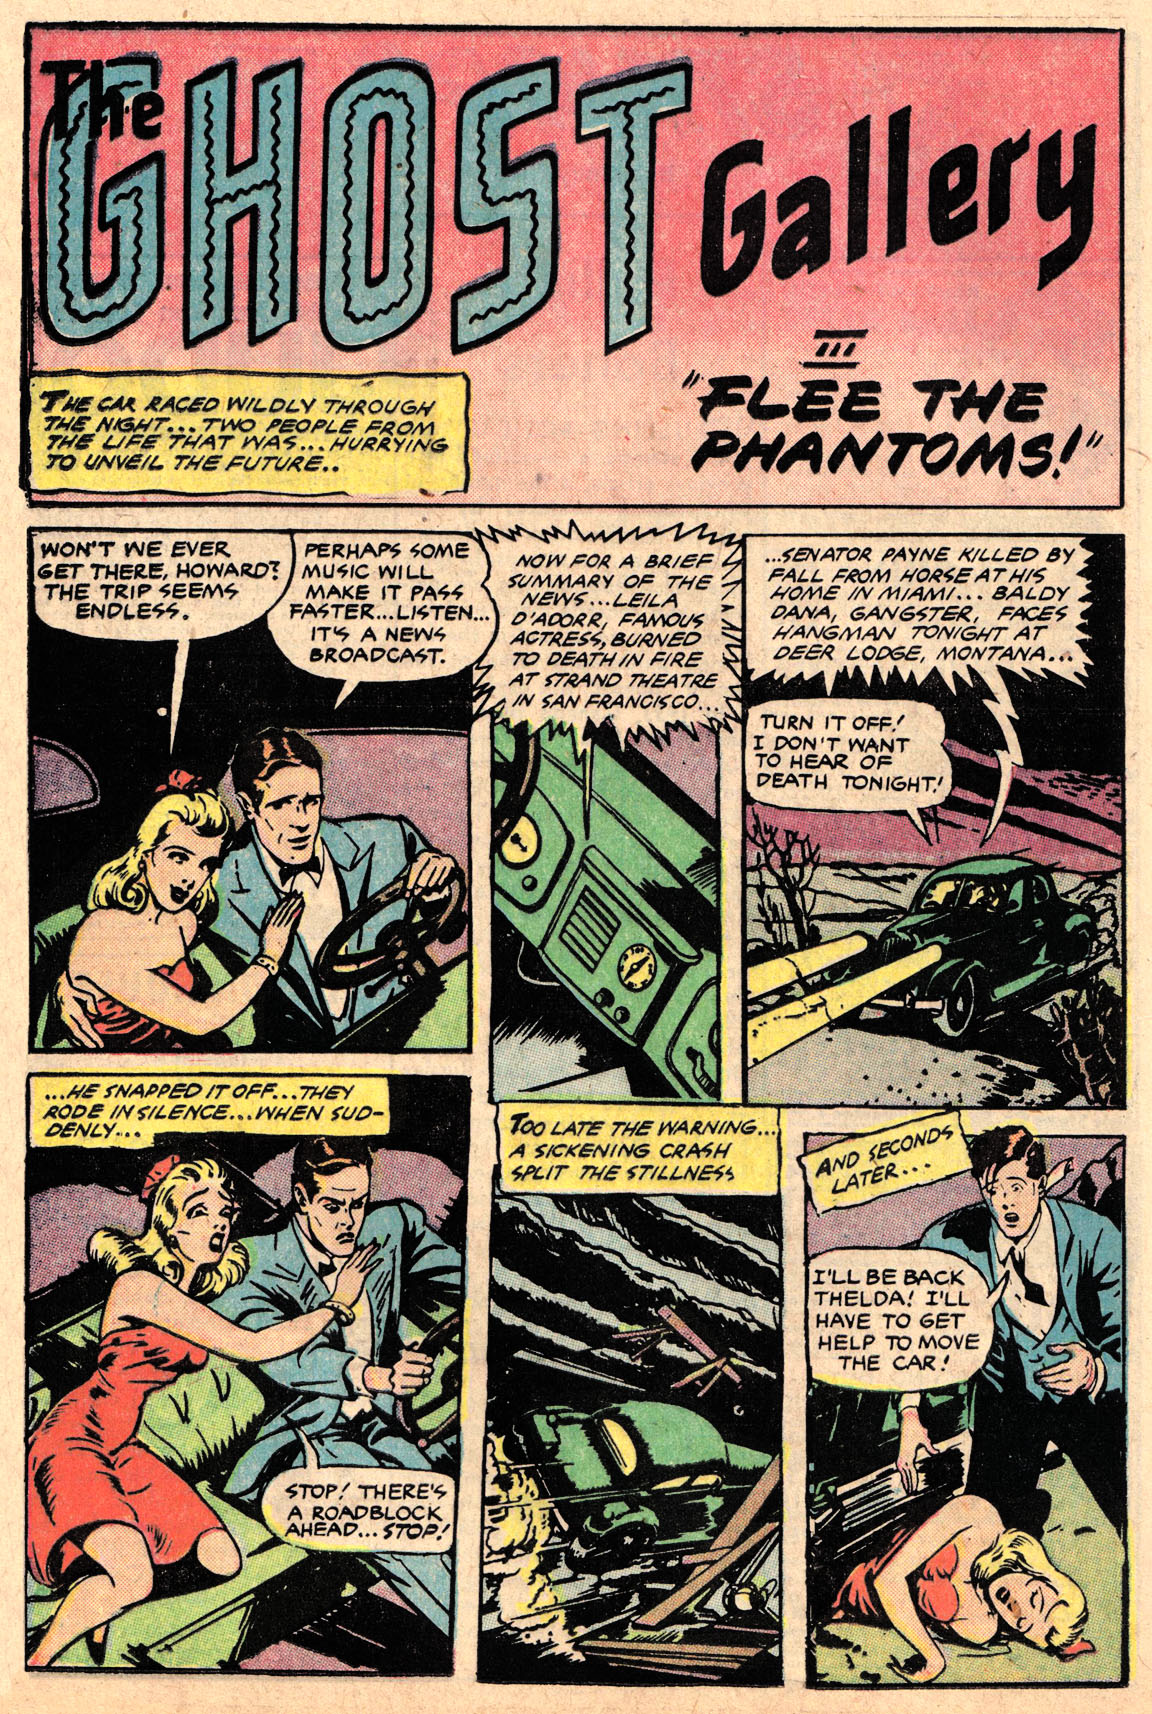 The
GHOST
Gallery
III
"FLEE THE
PHANTOMS!"
THE CAR RACED WILDLY THROUGH
THE NIGHT... TWO PEOPLE FROM
THE LIFE THAT WAS... HURRYING
TO UNVEIL THE FUTURE..
WON'T WE EVER
GET THERE, HOWARD?
THE TRIP SEEMS
ENDLESS.
PERHAPS SOME
MUSIC WILL
MAKE IT PASS
FASTER...LISTEN...
IT'S A NEWS
BROADCAST.
NOW FOR A BRIEF
SUMMARY OF THE
NEWS...LEILA
D'ADORR, FAMOUS
ACTRESS, BURNED
TO DEATH IN FIRE
AT STRAND THEATRE
IN SAN FRANCISCO...
...SENATOR PAYNE KILLED BY
FALL FROM HORSE AT HIS
HOME IN MIAMI... BALDY
DANA, GANGSTER, FACES
HANGMAN TONIGHT AT
DEER LODGE, MONTANA...
TURN IT OFF!
I DON'T WANT
TO HEAR OF
DEATH TONIGHT!
...HE SNAPPED IT OFF...THEY
RODE IN SILENCE...WHEN SUD-
DENLY...
STOP! THERE'S
A ROADBLOCK
AHEAD... STOP!
TOO LATE THE WARNING...
A SICKENING CRASH
SPLIT THE STILLNESS
AND SECONDS
LATER...
I'LL BE BACK
THELDA! I'LL
HAVE TO GET
HELP TO MOVE
THE CAR!